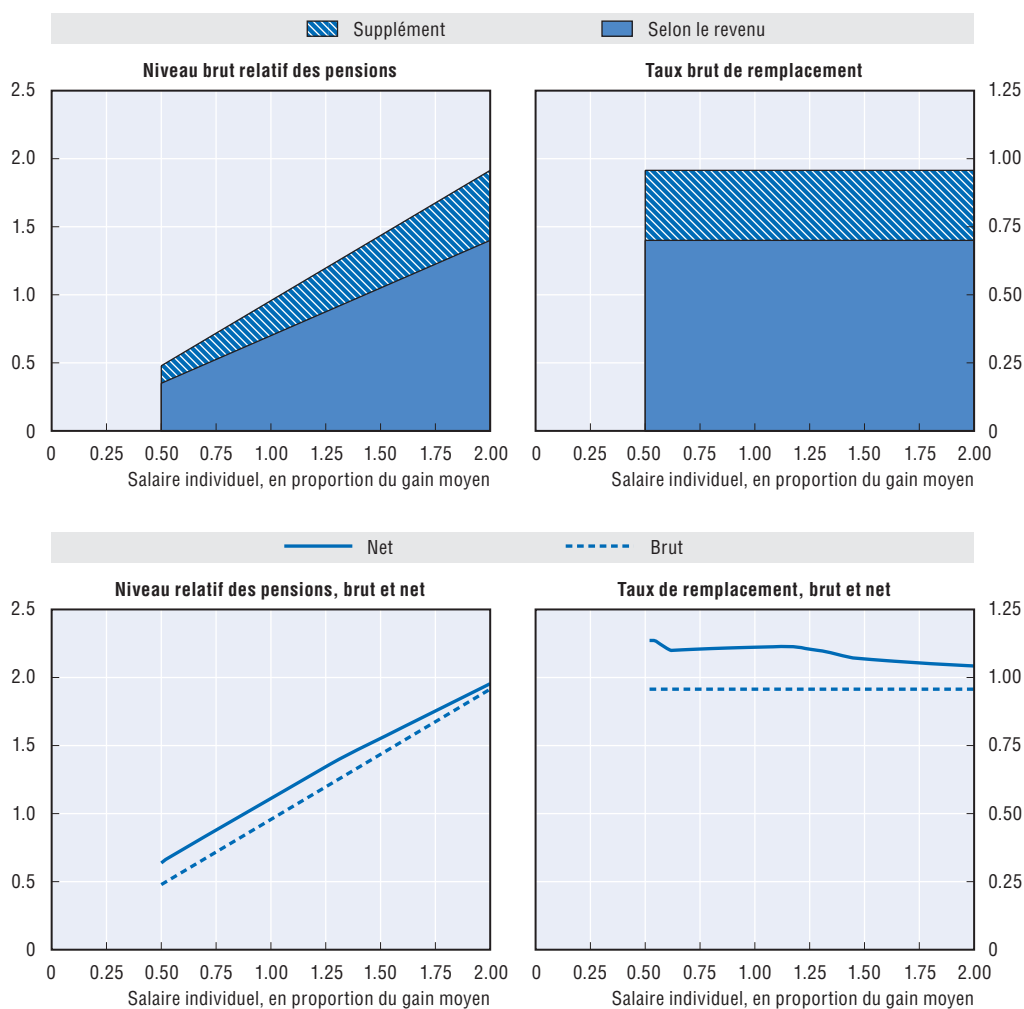 Supplément Selon le revenu
Niveau brut relatif des pensions
2.5
2.0
1.5
1.0
0.5
0
0 0.25 0.50 0.75 1.00 1.25 1.50 1.75 2.00
Salaire individuel, en proportion du gain moyen
Taux brut de remplacement
1.25
1.00
0.75
0.50
0.25
0
0 0.25 0.50 0.75 1.00 1.25 1.50 1.75 2.00
Salaire individuel, en proportion du gain moyen
Net Brut
Niveau relatif des pensions, brut et net
2.5
2.0
1.5
1.0
0.5
0
0 0.25 0.50 0.75 1.00 1.25 1.50 1.75 2.00
Salaire individuel, en proportion du gain moyen
Taux de remplacement, brut et net
1.25
1.00
0.75
0.50
0.25
0
0 0.25 0.50 0.75 1.00 1.25 1.50 1.75 2.00
Salaire individuel, en proportion du gain moyen